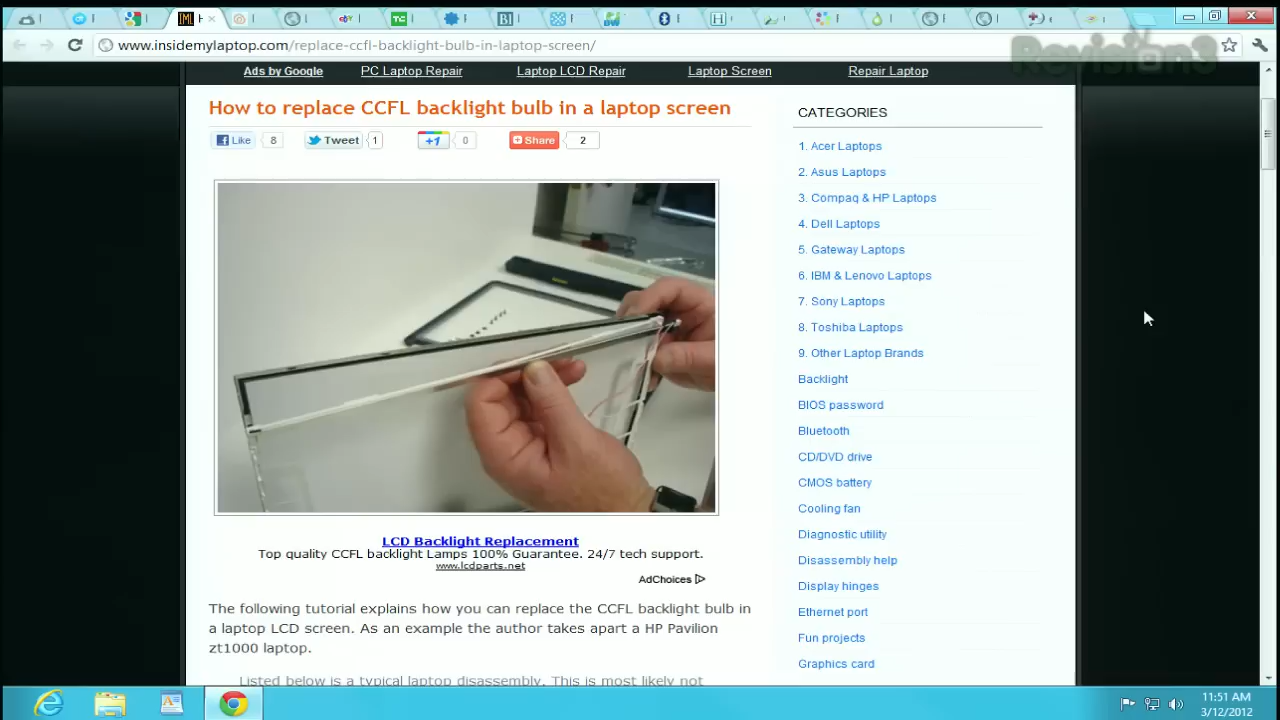 www.insidemylaptop.com/replace-ccfl-backlight-bulb-in-laptop-screen/
Revision3
Ads by Google PC Laptop Repair Laptop LCD Repair Laptop Screen Repair Laptop
How to replace CCFL backlight bulb in a laptop screen
Like 8 Tweet 1 +1 0 Share 2
LCD Backlight Replacement
Top quality CCFL backlight Lamps 100% Guarantee. 24/7 tech support.
www.lcdparts.net
AdChoices
The following tutorial explains how you can replace the CCFL backlight bulb in
a laptop LCD screen. As an example the author takes apart a HP Pavilion
zt1000 laptop.
Listed below is a typical laptop disassembly. This is most likely not
CATEGORIES
1. Acer Laptops
2. Asus Laptops
3. Compaq & HP Laptops
4. Dell Laptops
5. Gateway Laptops
6. IBM & Lenovo Laptops
7. Sony Laptops
8. Toshiba Laptops
9. Other Laptop Brands
Backlight
BIOS password
Bluetooth
CD/DVD drive
CMOS battery
Cooling fan
Diagnostic utility
Disassembly help
Display hinges
Ethernet port
Fun projects
Graphics card
11:51 AM
3/12/2012